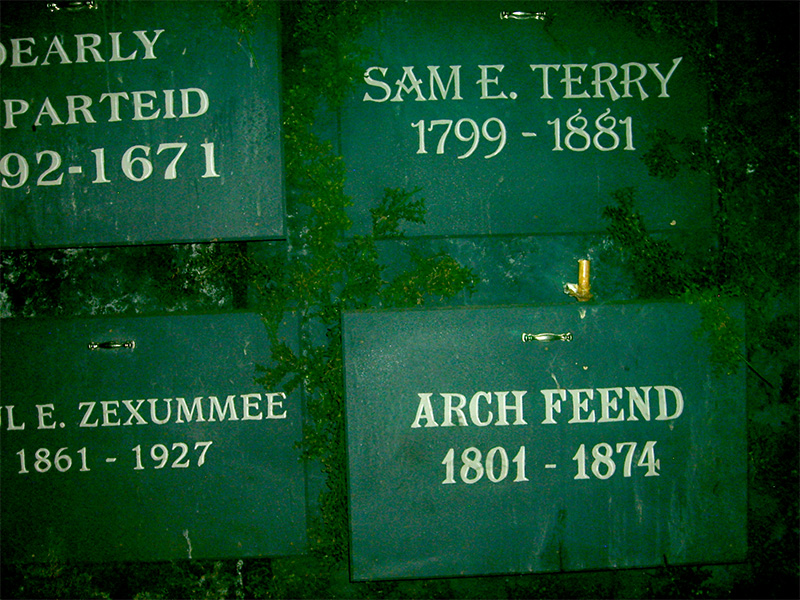 DEARLY
PARTEID
92-1671
SAM E. TERRY
1799 - 1881
L E. ZEXUMMEE
1861 - 1927
ARCH FEEND
1801 - 1874